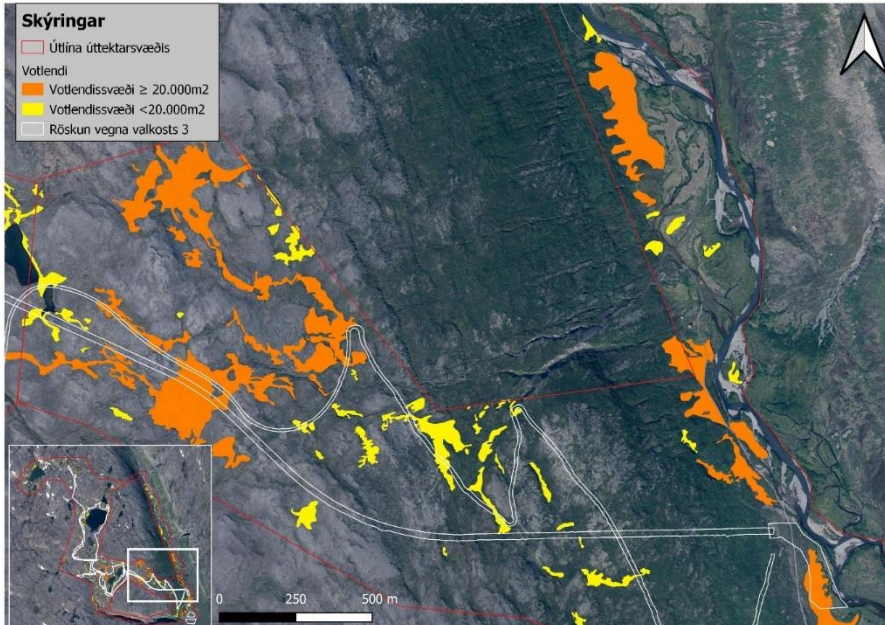 Skýringar
Útlína úttektarsvæðis
Votlendi
Votlendissvæði ≥ 20.000m2
Votlendissvæði <20.000m2
Röskun vegna valkosts 3
0 250 500 m